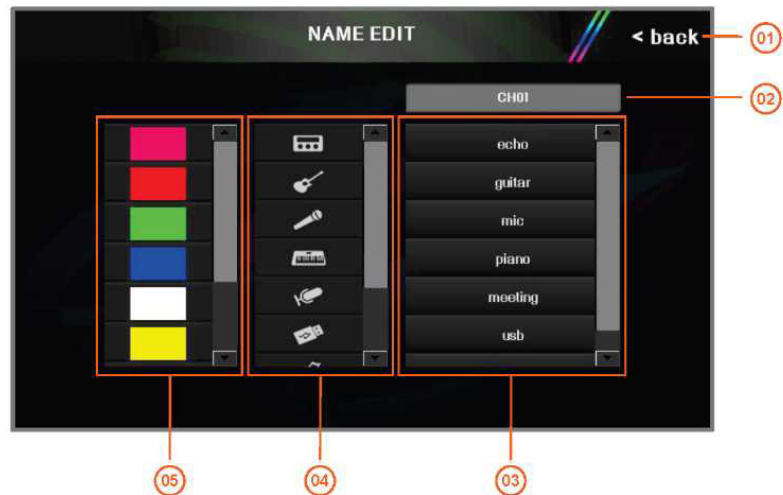 NAME EDIT
< back
01
CH01
02
echo
guitar
mic
piano
meeting
usb
05
04
03